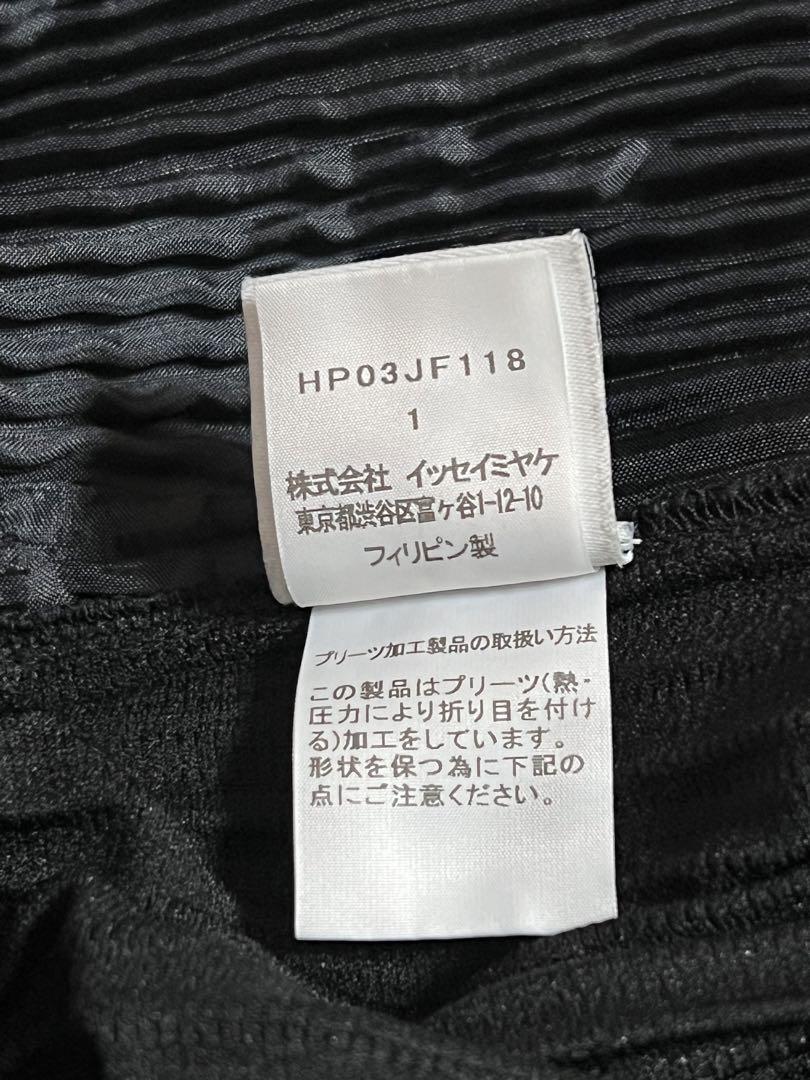 HP03JF118
1
株式会社 イッセイミヤケ
東京都渋谷区富ヶ谷1-12-10
フィリピン製
プリーツ加工製品の取扱い方法
この製品はプリーツ(熱・
圧力により折り目を付け
る)加工をしています。
形状を保つ為に下記の
点にご注意ください。